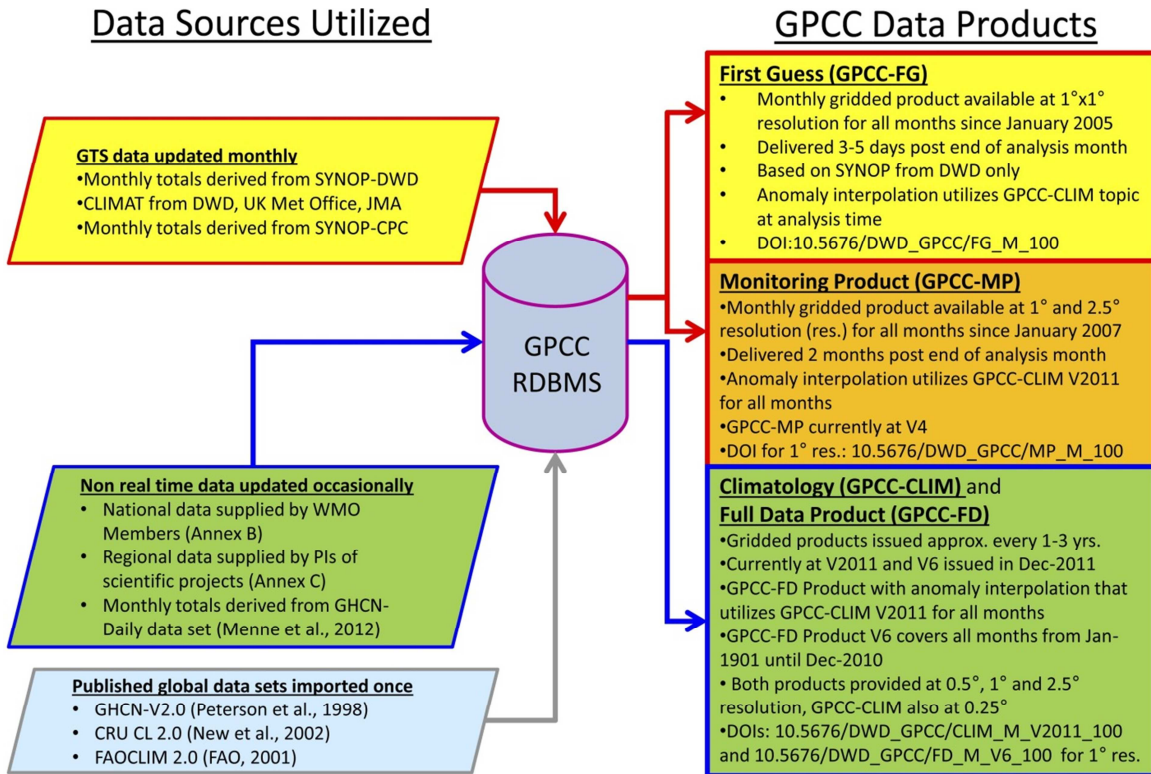 Data Sources Utilized
GTS data updated monthly
•Monthly totals derived from SYNOP-DWD
•CLIMAT from DWD, UK Met Office, JMA
•Monthly totals derived from SYNOP-CPC
Non real time data updated occasionally
• National data supplied by WMO
Members (Annex B)
• Regional data supplied by PIs of
scientific projects (Annex C)
• Monthly totals derived from GHCN-
Daily data set (Menne et al., 2012)
Published global data sets imported once
• GHCN-V2.0 (Peterson et al., 1998)
• CRU CL 2.0 (New et al., 2002)
• FAOCLIM 2.0 (FAO, 2001)
GPCC
RDBMS
GPCC Data Products
First Guess (GPCC-FG)
• Monthly gridded product available at 1°x1°
resolution for all months since January 2005
• Delivered 3-5 days post end of analysis month
• Based on SYNOP from DWD only
• Anomaly interpolation utilizes GPCC-CLIM topic
at analysis time
• DOI:10.5676/DWD_GPCC/FG_M_100
Monitoring Product (GPCC-MP)
•Monthly gridded product available at 1° and 2.5°
resolution (res.) for all months since January 2007
•Delivered 2 months post end of analysis month
•Anomaly interpolation utilizes GPCC-CLIM V2011
for all months
•GPCC-MP currently at V4
•DOI for 1° res.: 10.5676/DWD_GPCC/MP_M_100
Climatology (GPCC-CLIM) and
Full Data Product (GPCC-FD)
•Gridded products issued approx. every 1-3 yrs.
•Currently at V2011 and V6 issued in Dec-2011
•GPCC-FD Product with anomaly interpolation that
utilizes GPCC-CLIM V2011 for all months
•GPCC-FD Product V6 covers all months from Jan-
1901 until Dec-2010
• Both products provided at 0.5°, 1° and 2.5°
resolution, GPCC-CLIM also at 0.25°
•DOIs: 10.5676/DWD_GPCC/CLIM_M_V2011_100
and 10.5676/DWD_GPCC/FD_M_V6_100 for 1° res.